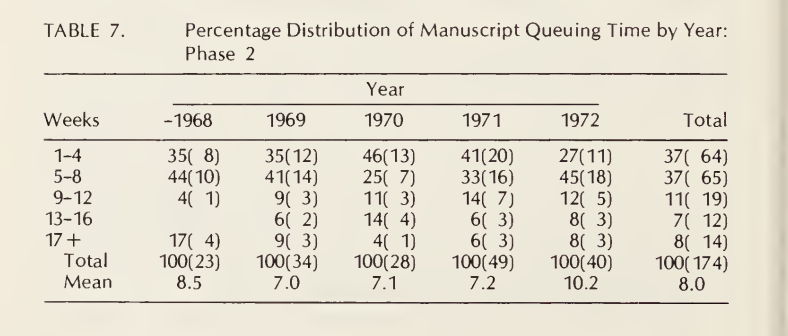 TABLE 7. Percentage Distribution of Manuscript Queuing Time by Year:
Phase 2
Year
Weeks -1968 1969 1970 1971 1972 Total
1-4 35( 8) 35(12) 46(13) 41(20) 27(11) 37( 64)
5-8 44(10) 41(14) 25( 7) 33(16) 45(18) 37( 65)
9-12 4( 1) 9( 3) 11( 3) 14( 7) 12( 5) 11( 19)
13-16 6( 2) 14( 4) 6( 3) 8( 3) 7( 12)
17+ 17( 4) 9( 3) 4( 1) 6( 3) 8( 3) 8( 14)
Total 100(23) 100(34) 100(28) 100(49) 100(40) 100(174)
Mean 8.5 7.0 7.1 7.2 10.2 8.0